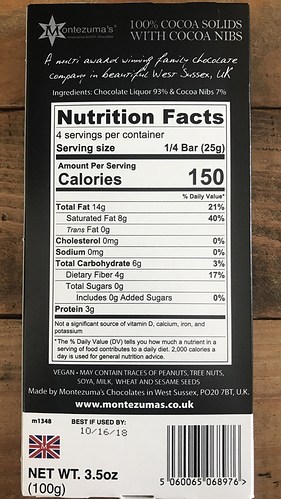 Montezuma's®
100% COCOA SOLIDS
WITH COCOA NIBS
A multi award winning family chocolate
company in beautiful West Sussex, UK
Ingredients: Chocolate Liquor 93% & Cocoa Nibs 7%
Nutrition Facts
4 servings per container
Serving size 1/4 Bar (25g)
Amount Per Serving
Calories 150
% Daily Value*
Total Fat 14g 21%
Saturated Fat 8g 40%
Trans Fat 0g
Cholesterol 0mg 0%
Sodium 0mg 0%
Total Carbohydrate 6g 3%
Dietary Fiber 4g 17%
Total Sugars 0g
Includes 0g Added Sugars 0%
Protein 3g
Not a significant source of vitamin D, calcium, iron, and
potassium
*The % Daily Value (DV) tells you how much a nutrient in a
serving of food contributes to a daily diet. 2,000 calories a
day is used for general nutrition advice.
VEGAN • MAY CONTAIN TRACES OF PEANUTS, TREE NUTS,
SOYA, MILK, WHEAT AND SESAME SEEDS
Made by Montezuma's Chocolates in West Sussex, PO20 7BT, U.K.
www.montezumas.co.uk
m1348
BEST IF USED BY:
10/16/18
NET WT. 3.5oz
(100g)
5 060065 068976 >